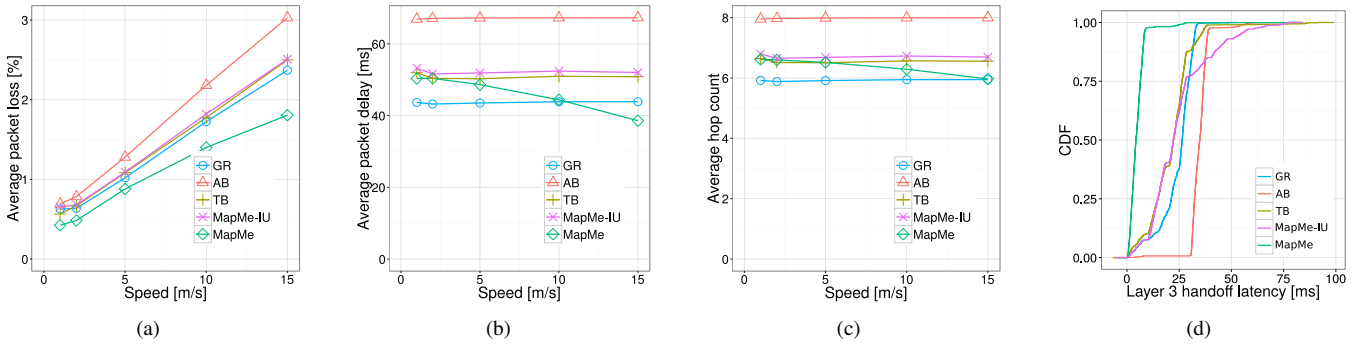 Average packet loss [%]
3
2
1
0
GR
AB
TB
MapMe-IU
MapMe
0
5
10
15
Speed [m/s]
(a)
Average packet delay [ms]
60
40
20
0
GR
AB
TB
MapMe-IU
MapMe
0
5
10
15
Speed [m/s]
(b)
Average hop count
8
6
4
2
0
GR
AB
TB
MapMe-IU
MapMe
0
5
10
15
Speed [m/s]
(c)
CDF
1.00
0.75
0.50
0.25
0.00
GR
AB
TB
MapMe-IU
MapMe
0
25
50
75
100
Layer 3 handoff latency [ms]
(d)